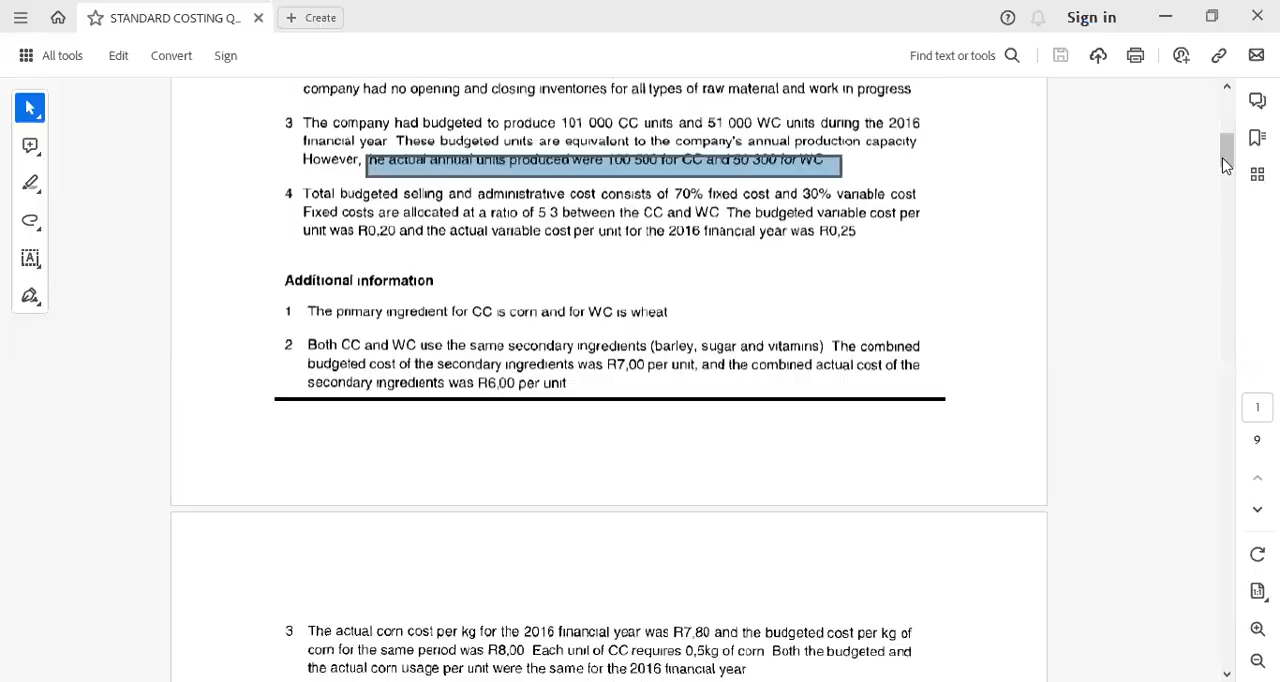 STANDARD COSTING Q...
Create
Sign in
All tools
Edit
Convert
Sign
Find text or tools
company had no opening and closing inventories for all types of raw material and work in progress
3 The company had budgeted to produce 101 000 CC units and 51 000 WC units during the 2016
financial year These budgeted units are equivalent to the company's annual production capacity
However, the actual annual units produced were 100 500 for CC and 50 300 for WC
4 Total budgeted selling and administrative cost consists of 70% fixed cost and 30% variable cost
Fixed costs are allocated at a ratio of 5 3 between the CC and WC The budgeted variable cost per
unit was R0,20 and the actual variable cost per unit for the 2016 financial year was R0,25
Additional information
1 The primary ingredient for CC is corn and for WC is wheat
2 Both CC and WC use the same secondary ingredients (barley, sugar and vitamins) The combined
budgeted cost of the secondary ingredients was R7,00 per unit, and the combined actual cost of the
secondary ingredients was R6,00 per unit
3 The actual corn cost per kg for the 2016 financial year was R7,80 and the budgeted cost per kg of
corn for the same period was R8,00 Each unit of CC requires 0,5kg of corn Both the budgeted and
the actual corn usage per unit were the same for the 2016 financial year
1
9